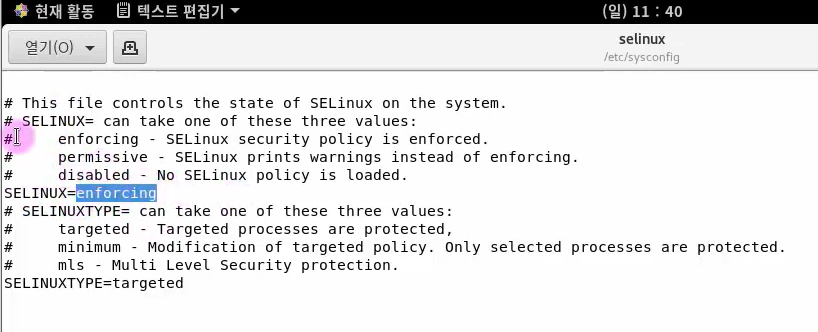 현재 활동 텍스트 편집기 (일) 11 : 40
열기(O) selinux
/etc/sysconfig
# This file controls the state of SELinux on the system.
# SELINUX= can take one of these three values:
#     enforcing - SELinux security policy is enforced.
#     permissive - SELinux prints warnings instead of enforcing.
#     disabled - No SELinux policy is loaded.
SELINUX=enforcing
# SELINUXTYPE= can take one of these three values:
#     targeted - Targeted processes are protected,
#     minimum - Modification of targeted policy. Only selected processes are protected.
#     mls - Multi Level Security protection.
SELINUXTYPE=targeted